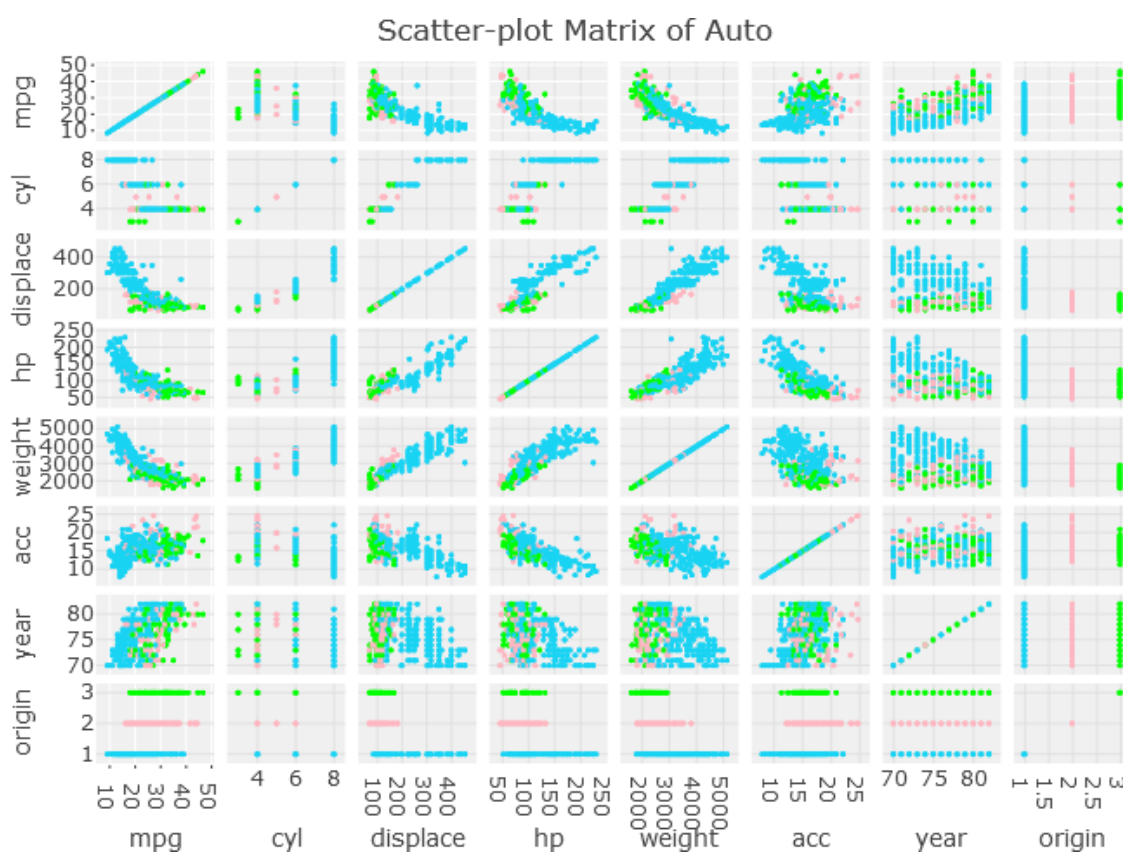 Scatter-plot Matrix of Auto
mpg
50
40
30
20
10
cyl
8
6
4
displace
400
200
hp
250
200
150
100
50
weight
5000
4000
3000
2000
acc
25
20
15
10
year
80
75
70
origin
3
2
1
10 20 30 40 50
4 6 8
100 200 300 400
50 100 150 200 250
2000 3000 4000 5000
10 15 20 25
70 75 80
1 1.5 2 2.5 3
mpg cyl displace hp weight acc year origin